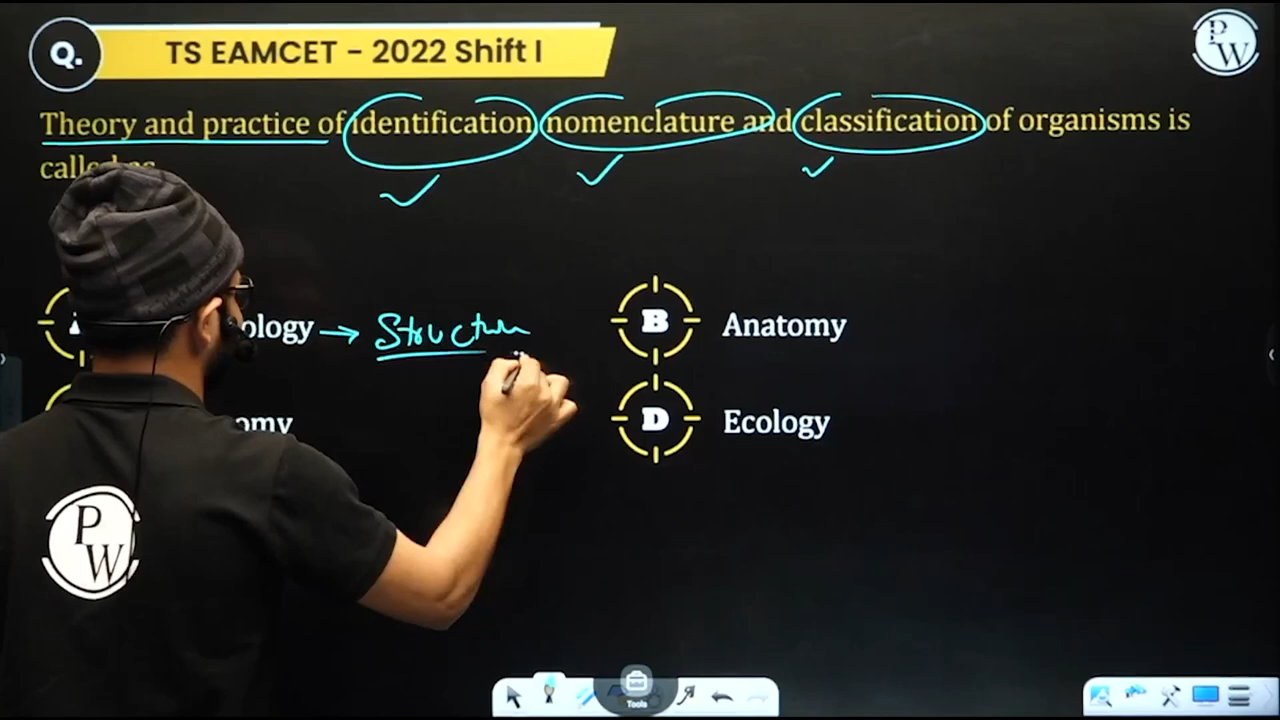 Q.
TS EAMCET - 2022 Shift I
PW
Theory and practice of identification nomenclature and classification of organisms is
ology → Structure
B
Anatomy
omy
D
Ecology
PW
Tools